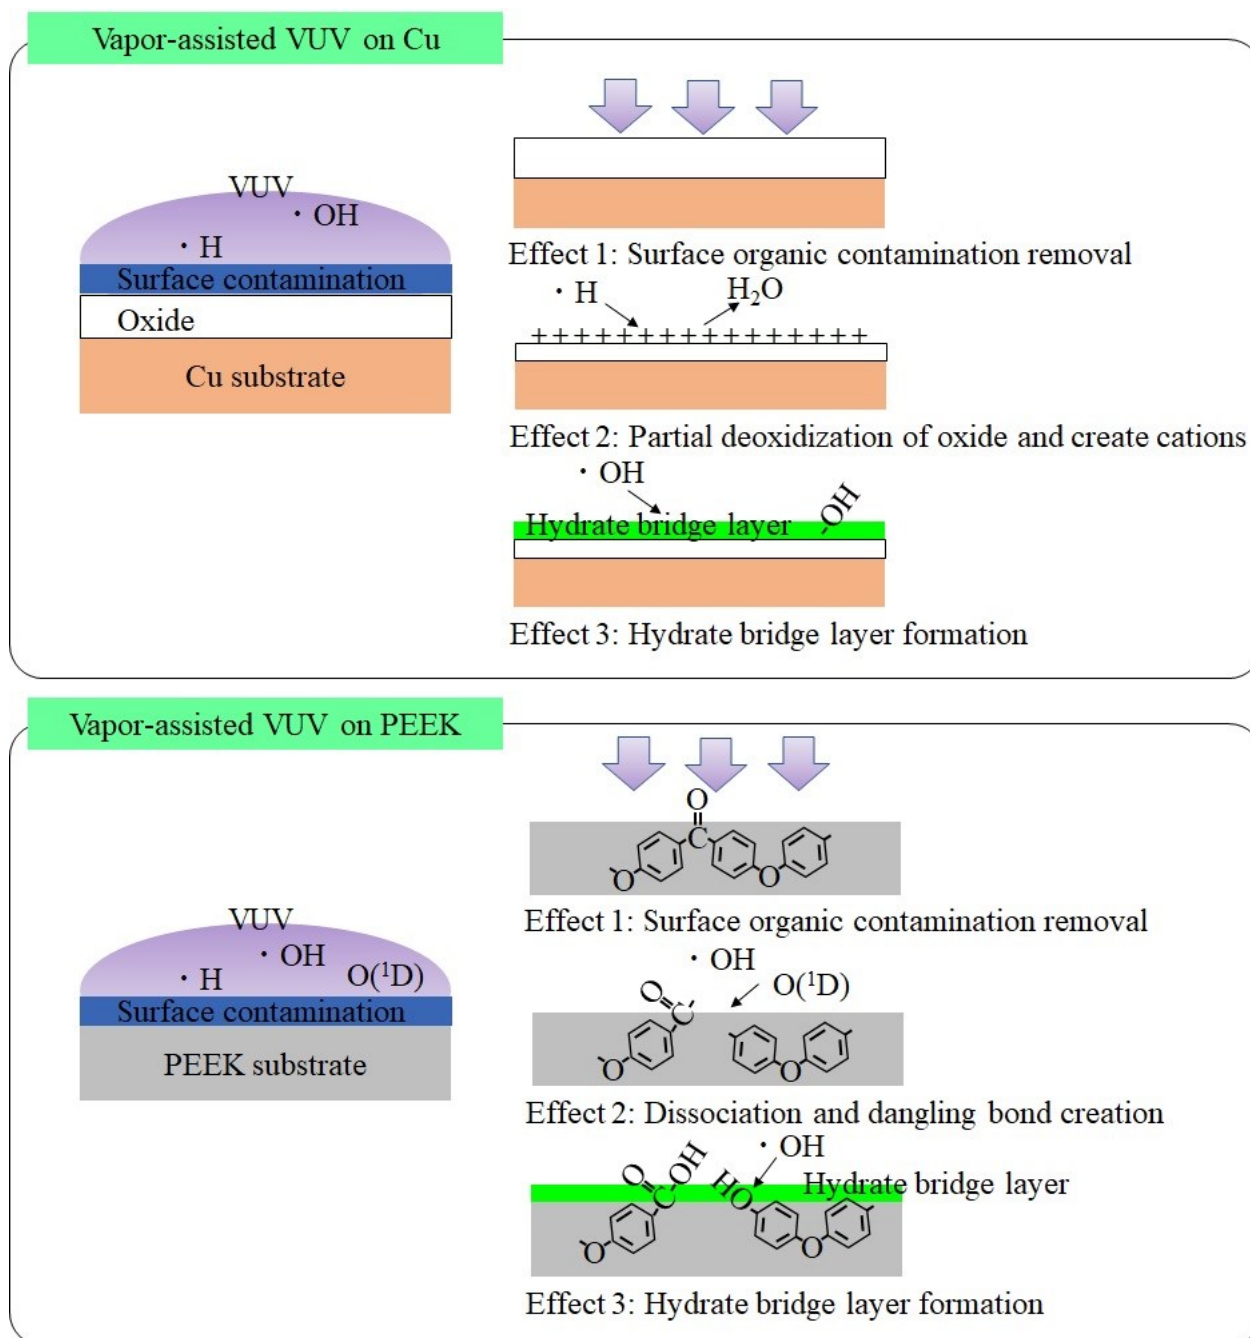 Vapor-assisted VUV on Cu
VUV
· OH
· H
Surface contamination
Oxide
Cu substrate
Effect 1: Surface organic contamination removal
· H
H₂O
+ + + + + + + + + + + + + + + +
Effect 2: Partial deoxidization of oxide and create cations
· OH
Hydrate bridge layer
-OH
Effect 3: Hydrate bridge layer formation
Vapor-assisted VUV on PEEK
VUV
· OH
· H
O(¹D)
Surface contamination
PEEK substrate
O
C
O
O
Effect 1: Surface organic contamination removal
· OH
O(¹D)
O
C
O
O
Effect 2: Dissociation and dangling bond creation
· OH
O
OH
C
HO
Hydrate bridge layer
O
O
Effect 3: Hydrate bridge layer formation